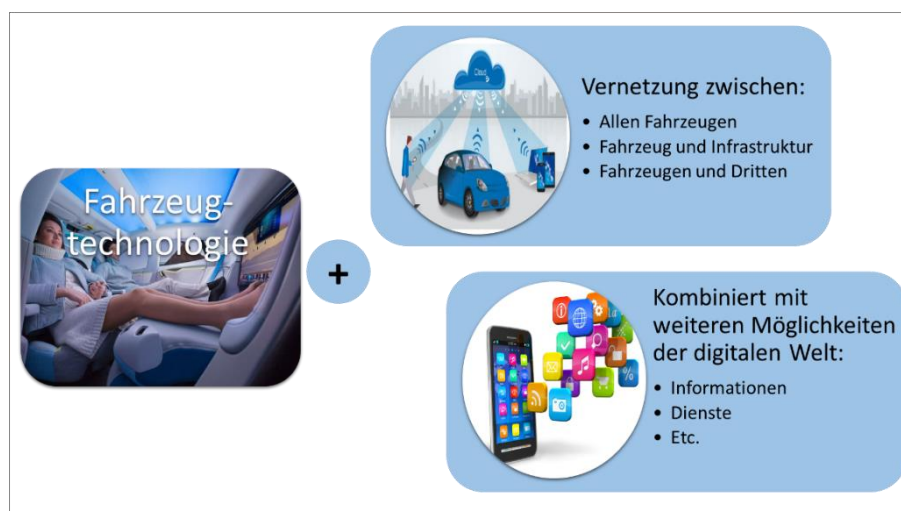 Fahrzeug-
technologie
+
Cloud
Vernetzung zwischen:
• Allen Fahrzeugen
• Fahrzeug und Infrastruktur
• Fahrzeugen und Dritten
Kombiniert mit
weiteren Möglichkeiten
der digitalen Welt:
• Informationen
• Dienste
• Etc.